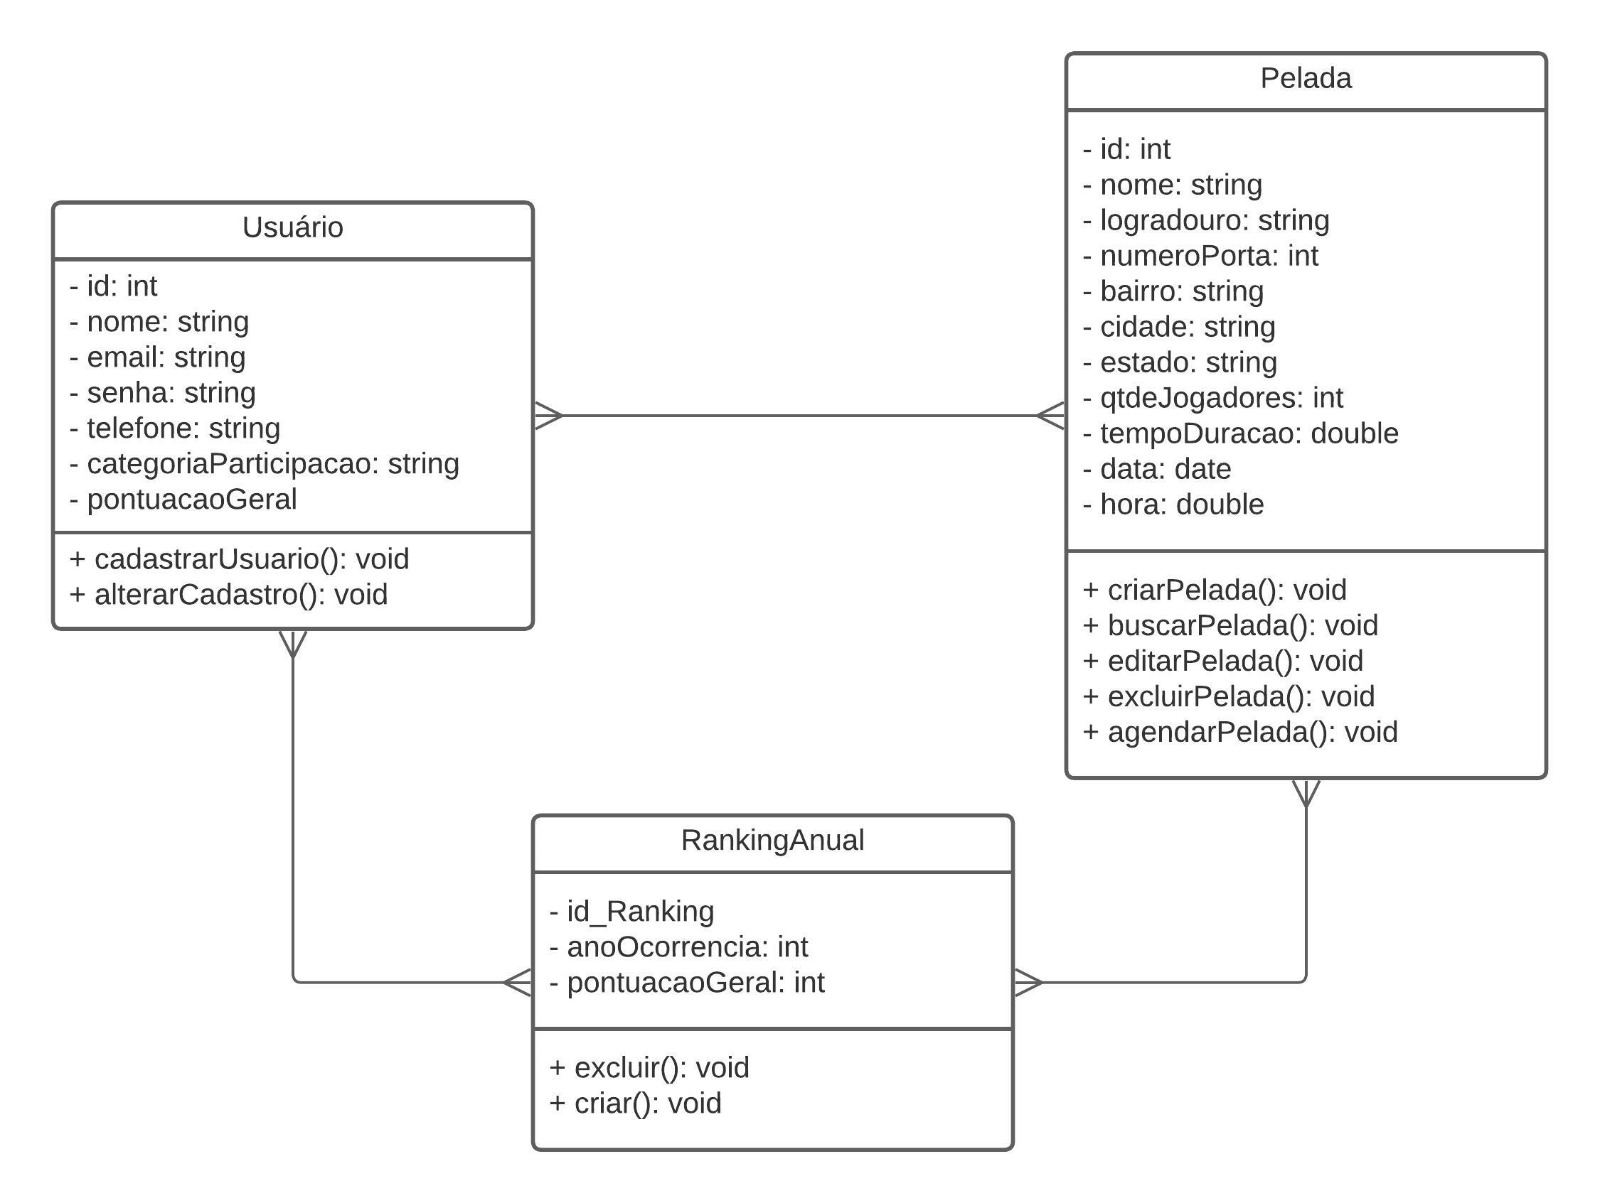 Usuário
- id: int
- nome: string
- email: string
- senha: string
- telefone: string
- categoriaParticipacao: string
- pontuacaoGeral
+ cadastrarUsuario(): void
+ alterarCadastro(): void
Pelada
- id: int
- nome: string
- logradouro: string
- numeroPorta: int
- bairro: string
- cidade: string
- estado: string
- qtdeJogadores: int
- tempoDuracao: double
- data: date
- hora: double
+ criarPelada(): void
+ buscarPelada(): void
+ editarPelada(): void
+ excluirPelada(): void
+ agendarPelada(): void
RankingAnual
- id_Ranking
- anoOcorrencia: int
- pontuacaoGeral: int
+ excluir(): void
+ criar(): void